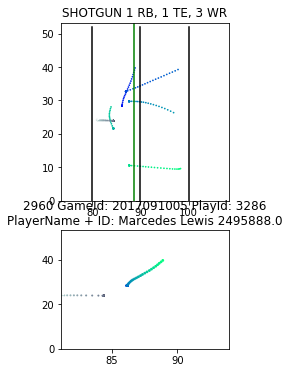 SHOTGUN 1 RB, 1 TE, 3 WR
50
40
30
20
10
0
80 90 100
2960 GameId: 2017091005 PlayId: 3286
PlayerName + ID: Marcedes Lewis 2495888.0
40
20
0
85 90